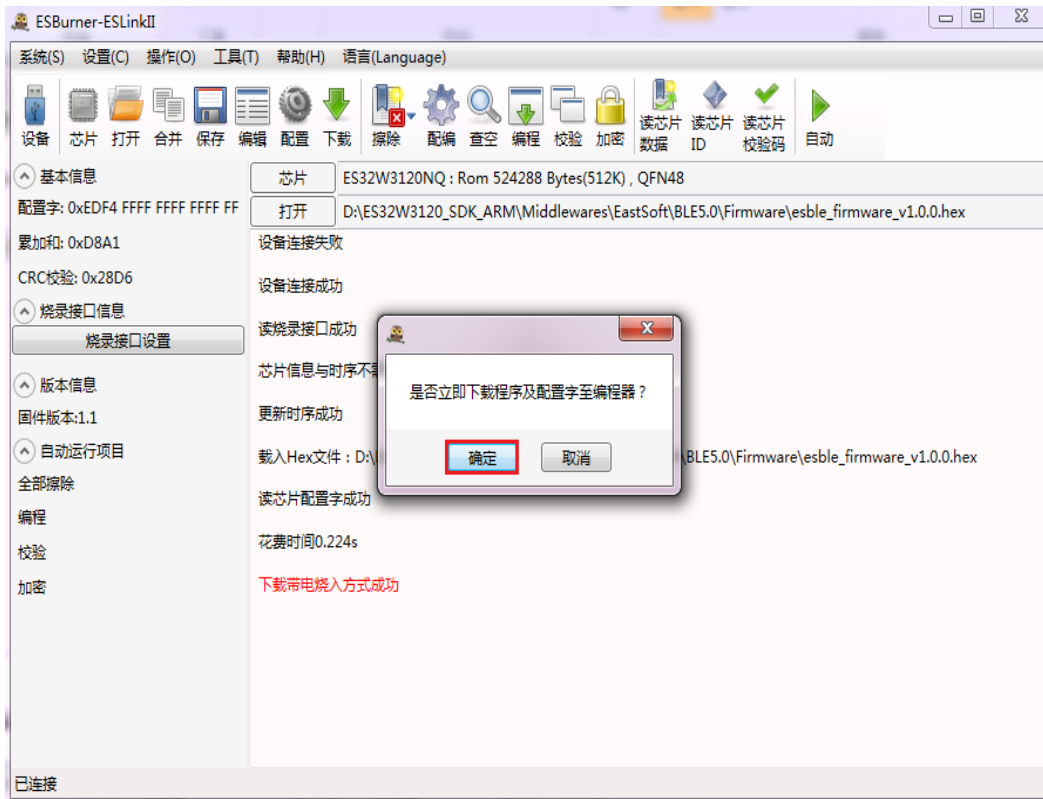 ESBurner-ESLinkII
系统(S) 设置(C) 操作(O) 工具(T) 帮助(H) 语言(Language)
设备 芯片 打开 合并 保存 编辑 配置 下载 擦除 配编 查空 编程 校验 加密 读芯片数据 读芯片ID 读芯片校验码 自动
基本信息
配置字: 0xEDF4 FFFF FFFF FFFF FF
累加和: 0xD8A1
CRC校验: 0x28D6
烧录接口信息
烧录接口设置
版本信息
固件版本:1.1
自动运行项目
全部擦除
编程
校验
加密
芯片 ES32W3120NQ : Rom 524288 Bytes(512K) , QFN48
打开 D:\ES32W3120_SDK_ARM\Middlewares\EastSoft\BLE5.0\Firmware\esble_firmware_v1.0.0.hex
设备连接失败
设备连接成功
读烧录接口成功
芯片信息与时序不
更新时序成功
载入Hex文件：D:\ \BLE5.0\Firmware\esble_firmware_v1.0.0.hex
读芯片配置字成功
花费时间0.224s
下载带电烧入方式成功
是否立即下载程序及配置字至编程器？
确定 取消
已连接